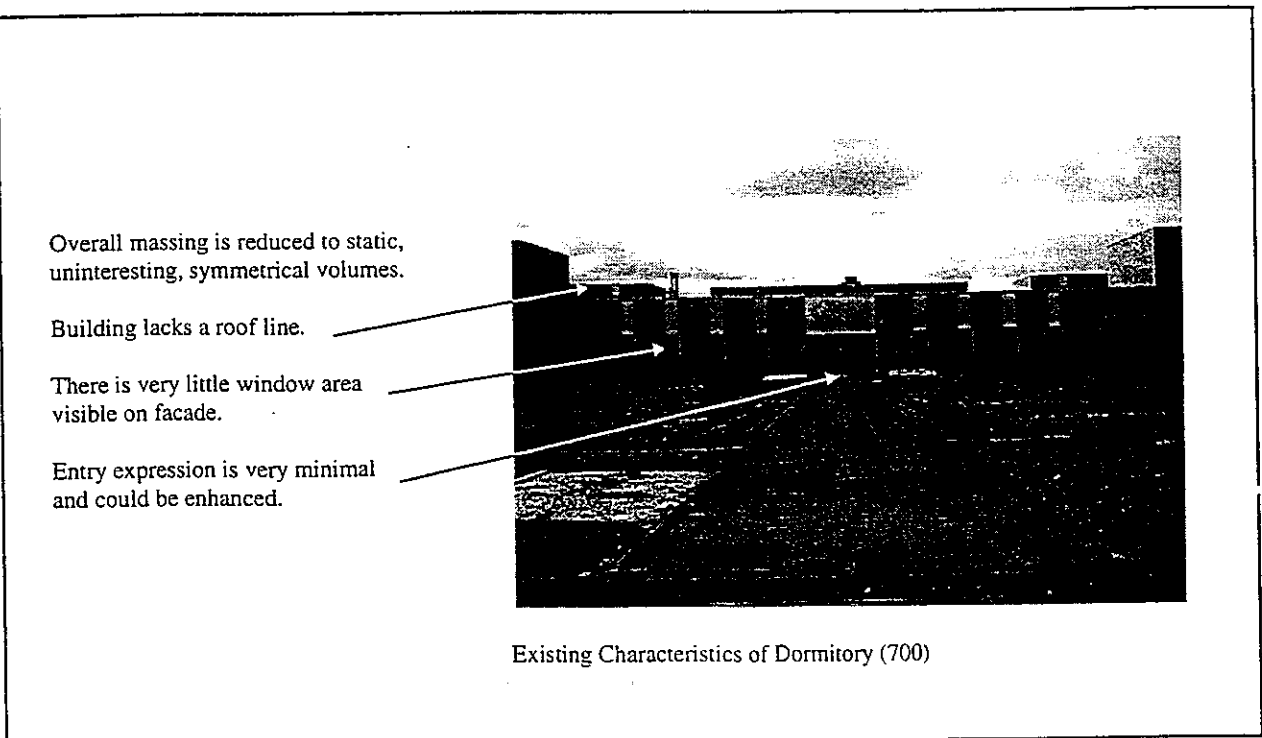 Overall massing is reduced to static,
uninteresting, symmetrical volumes.
Building lacks a roof line.
There is very little window area
visible on facade.
Entry expression is very minimal
and could be enhanced.
Existing Characteristics of Dormitory (700)